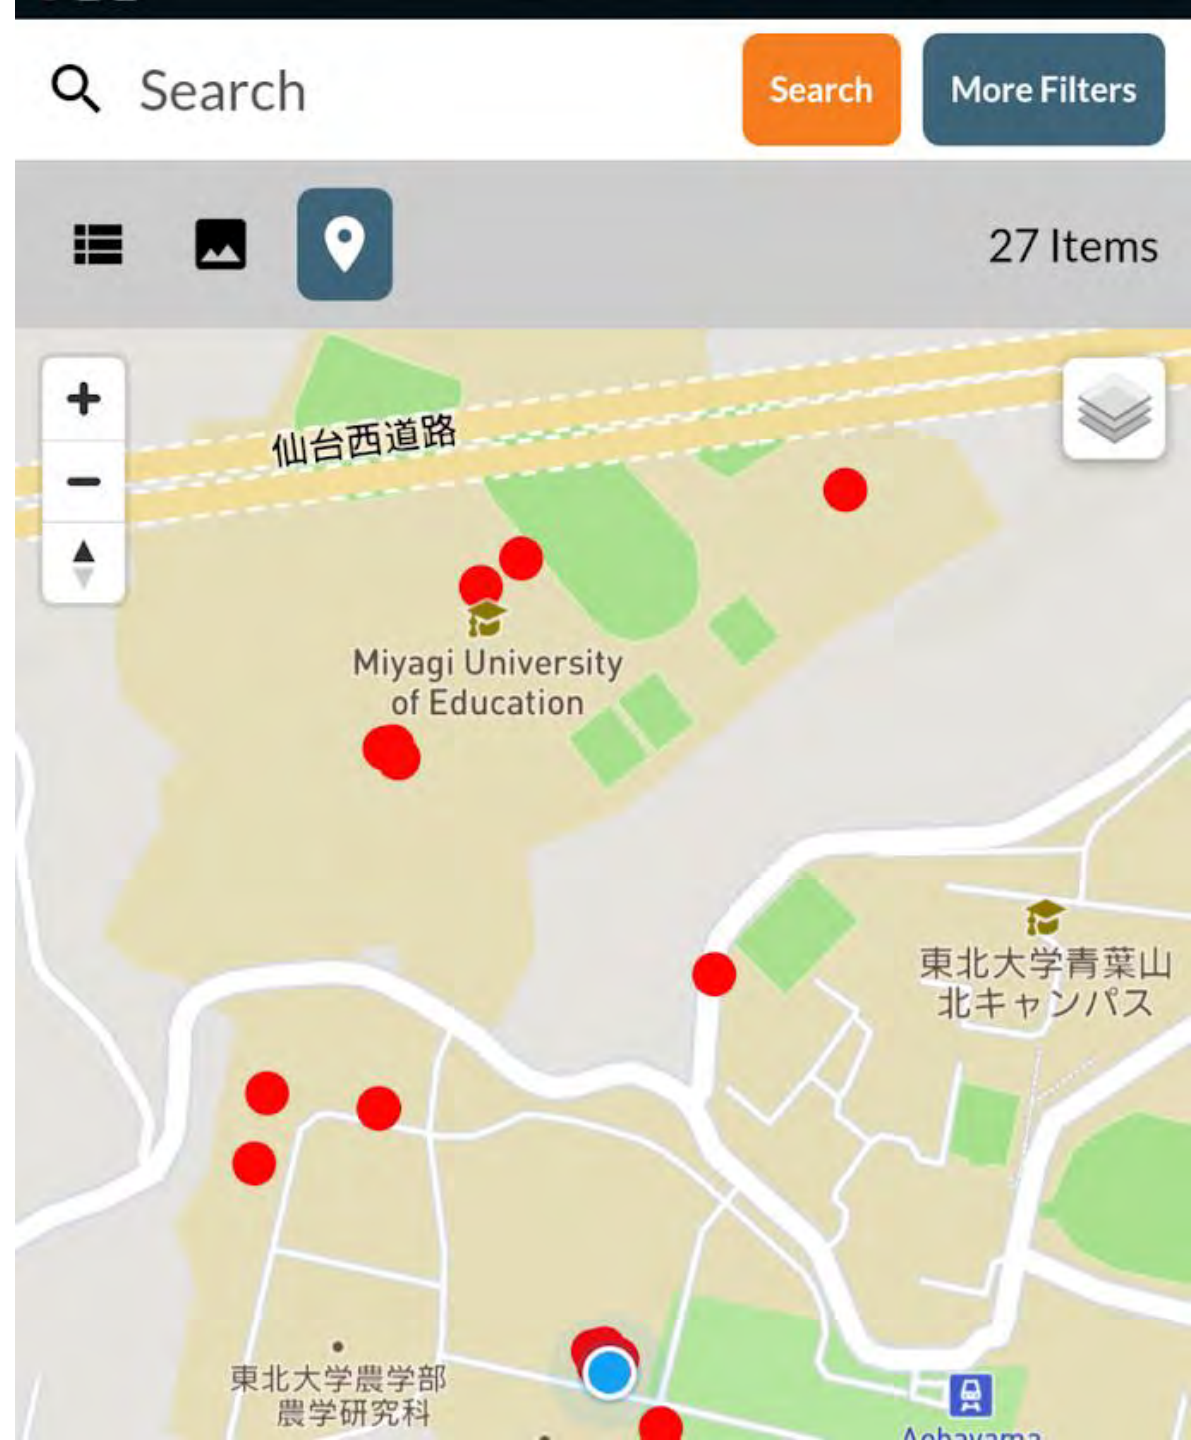 Search
Search
More Filters
27 Items
仙台西道路
Miyagi University
of Education
東北大学青葉山
北キャンパス
東北大学農学部
農学研究科
Aobayama